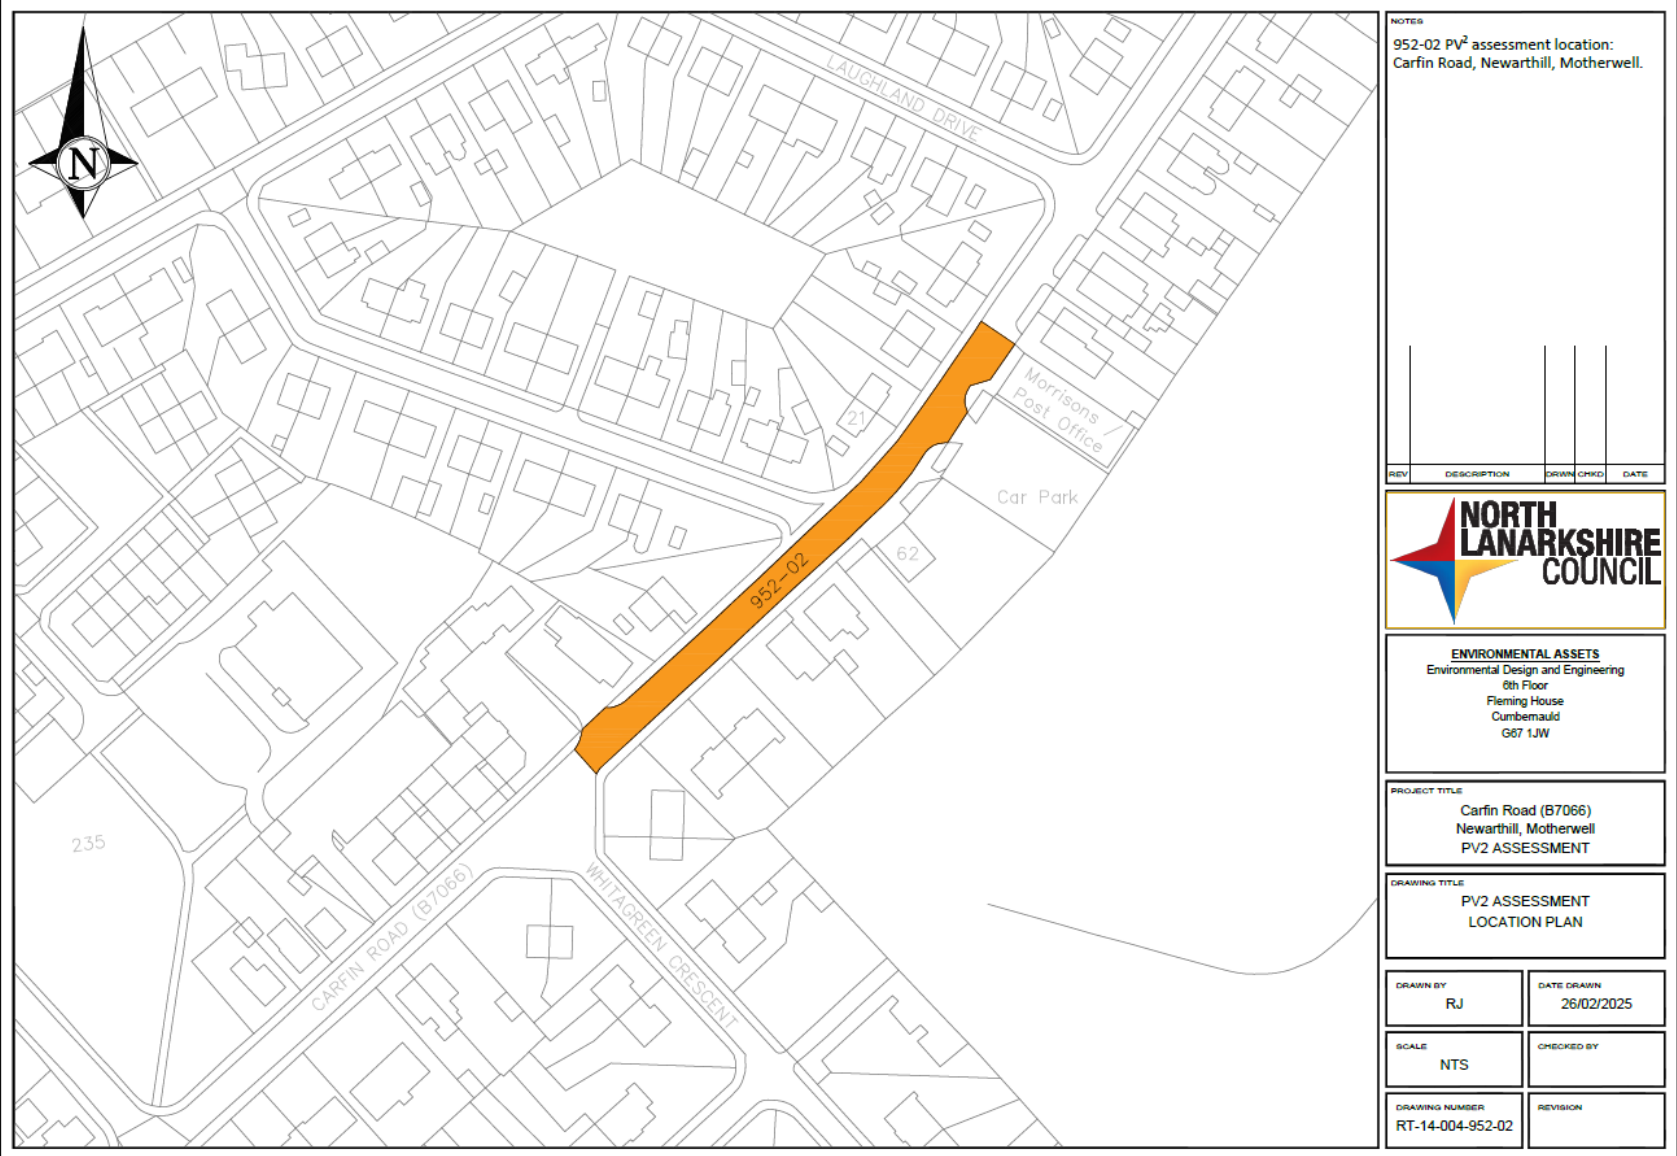 N
LAUGHLAND DRIVE
21
Morrisons /
Post Office
Car Park
62
952-02
235
CARFIN ROAD (B7066)
WHITAGREEN CRESCENT
NOTES
952-02 PV² assessment location:
Carfin Road, Newarthill, Motherwell.
REV DESCRIPTION DRWN CHKD DATE
NORTH
LANARKSHIRE
COUNCIL
ENVIRONMENTAL ASSETS
Environmental Design and Engineering
6th Floor
Fleming House
Cumbernauld
G67 1JW
PROJECT TITLE
Carfin Road (B7066)
Newarthill, Motherwell
PV2 ASSESSMENT
DRAWING TITLE
PV2 ASSESSMENT
LOCATION PLAN
DRAWN BY
RJ
DATE DRAWN
26/02/2025
SCALE
NTS
CHECKED BY
DRAWING NUMBER
RT-14-004-952-02
REVISION